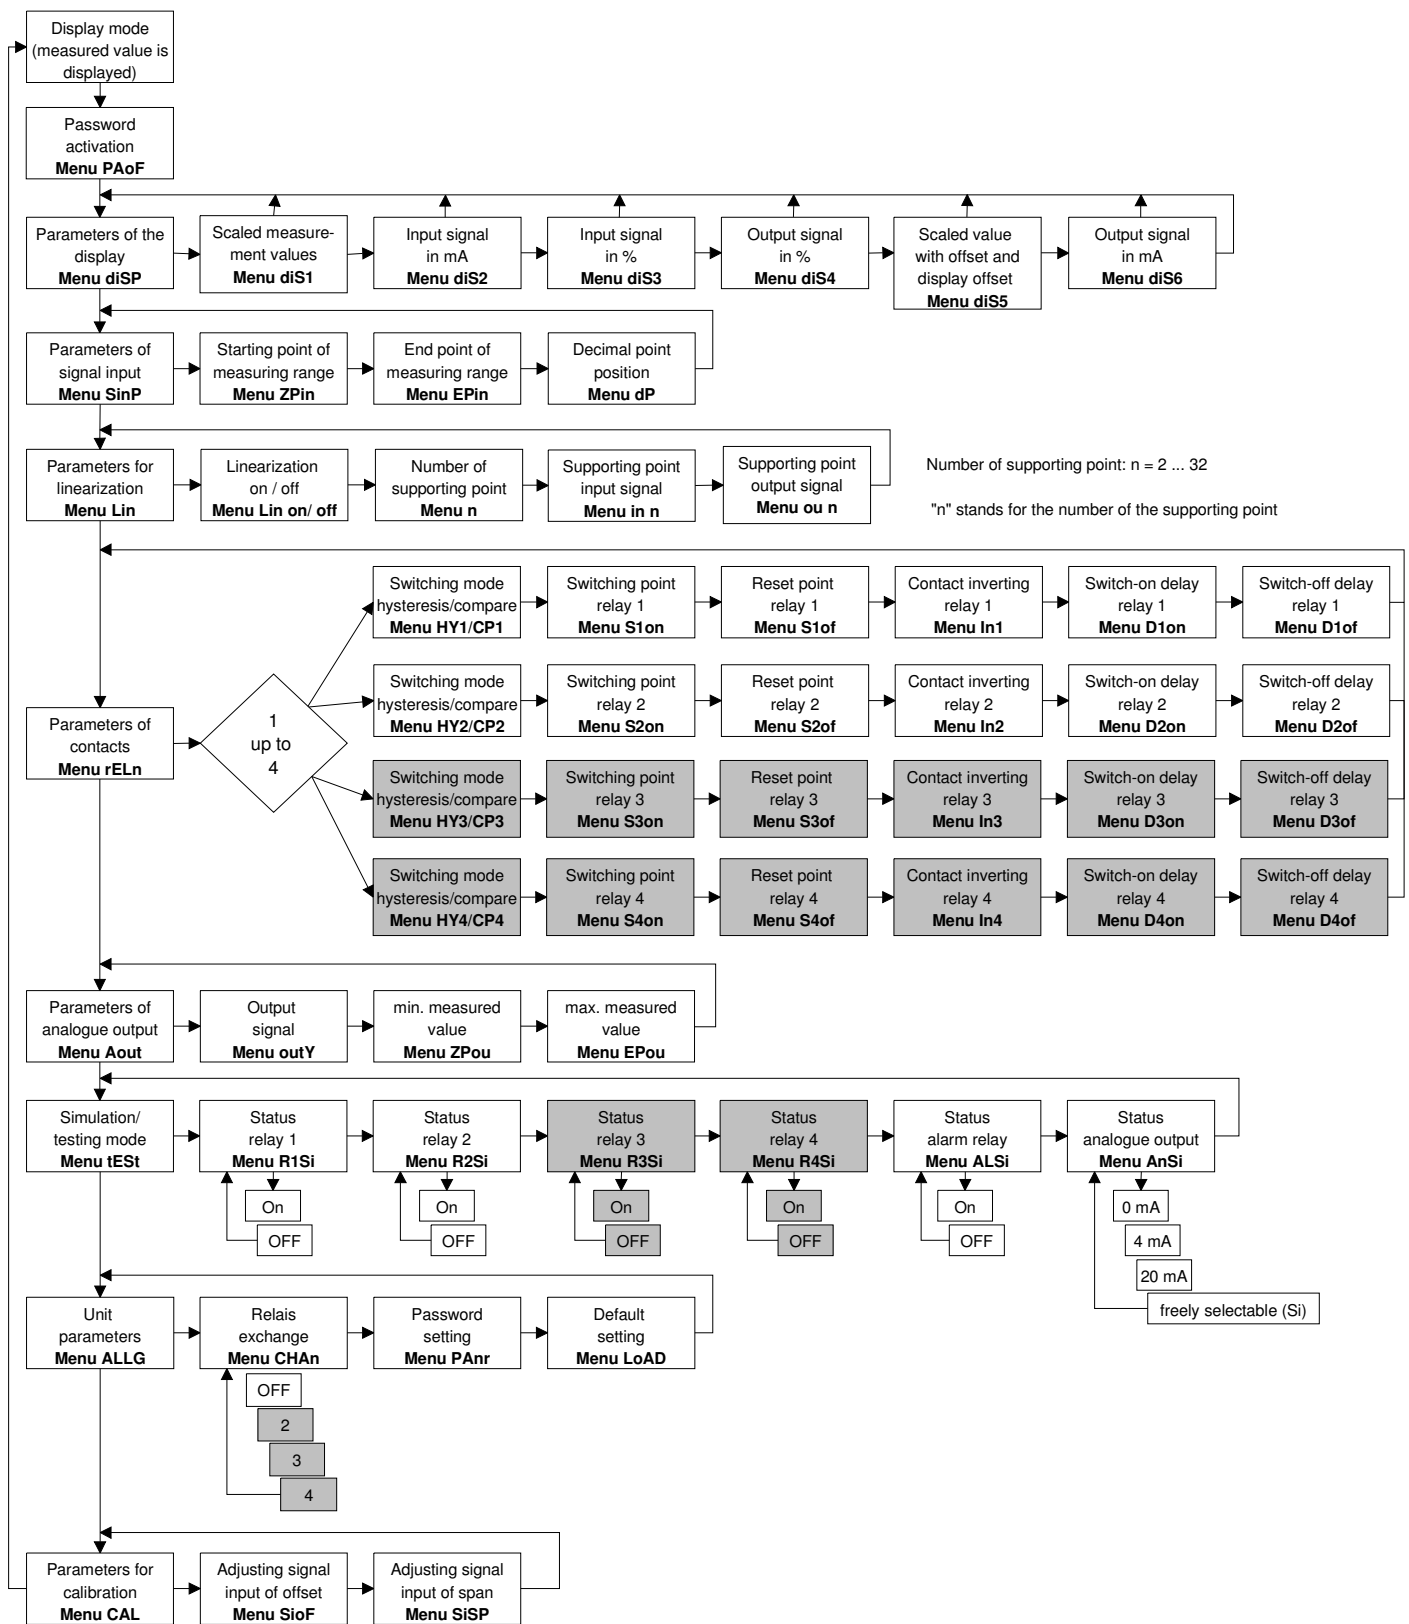 Display mode
(measured value is
displayed)
Password
activation
Menu PAoF
Parameters of the
display
Menu diSP
Scaled measure-
ment values
Menu diS1
Input signal
in mA
Menu diS2
Input signal
in %
Menu diS3
Output signal
in %
Menu diS4
Scaled value
with offset and
display offset
Menu diS5
Output signal
in mA
Menu diS6
Parameters of
signal input
Menu SinP
Starting point of
measuring range
Menu ZPin
End point of
measuring range
Menu EPin
Decimal point
position
Menu dP
Parameters for
linearization
Menu Lin
Linearization
on / off
Menu Lin on/ off
Number of
supporting point
Menu n
Supporting point
input signal
Menu in n
Supporting point
output signal
Menu ou n
Number of supporting point: n = 2 ... 32
"n" stands for the number of the supporting point
Parameters of
contacts
Menu rELn
1
up to
4
Switching mode
hysteresis/compare
Menu HY1/CP1
Switching point
relay 1
Menu S1on
Reset point
relay 1
Menu S1of
Contact inverting
relay 1
Menu In1
Switch-on delay
relay 1
Menu D1on
Switch-off delay
relay 1
Menu D1of
Switching mode
hysteresis/compare
Menu HY2/CP2
Switching point
relay 2
Menu S2on
Reset point
relay 2
Menu S2of
Contact inverting
relay 2
Menu In2
Switch-on delay
relay 2
Menu D2on
Switch-off delay
relay 2
Menu D2of
Switching mode
hysteresis/compare
Menu HY3/CP3
Switching point
relay 3
Menu S3on
Reset point
relay 3
Menu S3of
Contact inverting
relay 3
Menu In3
Switch-on delay
relay 3
Menu D3on
Switch-off delay
relay 3
Menu D3of
Switching mode
hysteresis/compare
Menu HY4/CP4
Switching point
relay 4
Menu S4on
Reset point
relay 4
Menu S4of
Contact inverting
relay 4
Menu In4
Switch-on delay
relay 4
Menu D4on
Switch-off delay
relay 4
Menu D4of
Parameters of
analogue output
Menu Aout
Output
signal
Menu outY
min. measured
value
Menu ZPou
max. measured
value
Menu EPou
Simulation/
testing mode
Menu tESt
Status
relay 1
Menu R1Si
On
OFF
Status
relay 2
Menu R2Si
On
OFF
Status
relay 3
Menu R3Si
On
OFF
Status
relay 4
Menu R4Si
On
OFF
Status
alarm relay
Menu ALSi
On
OFF
Status
analogue output
Menu AnSi
0 mA
4 mA
20 mA
freely selectable (Si)
Unit
parameters
Menu ALLG
Relais
exchange
Menu CHAn
OFF
2
3
4
Password
setting
Menu PAnr
Default
setting
Menu LoAD
Parameters for
calibration
Menu CAL
Adjusting signal
input of offset
Menu SioF
Adjusting signal
input of span
Menu SiSP